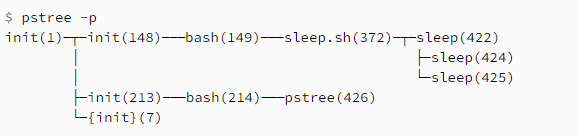 $ pstree -p
init(1)─┬─init(148)───bash(149)───sleep.sh(372)─┬─sleep(422)
        │                                       ├─sleep(424)
        │                                       └─sleep(425)
        ├─init(213)───bash(214)───pstree(426)
        └─{init}(7)